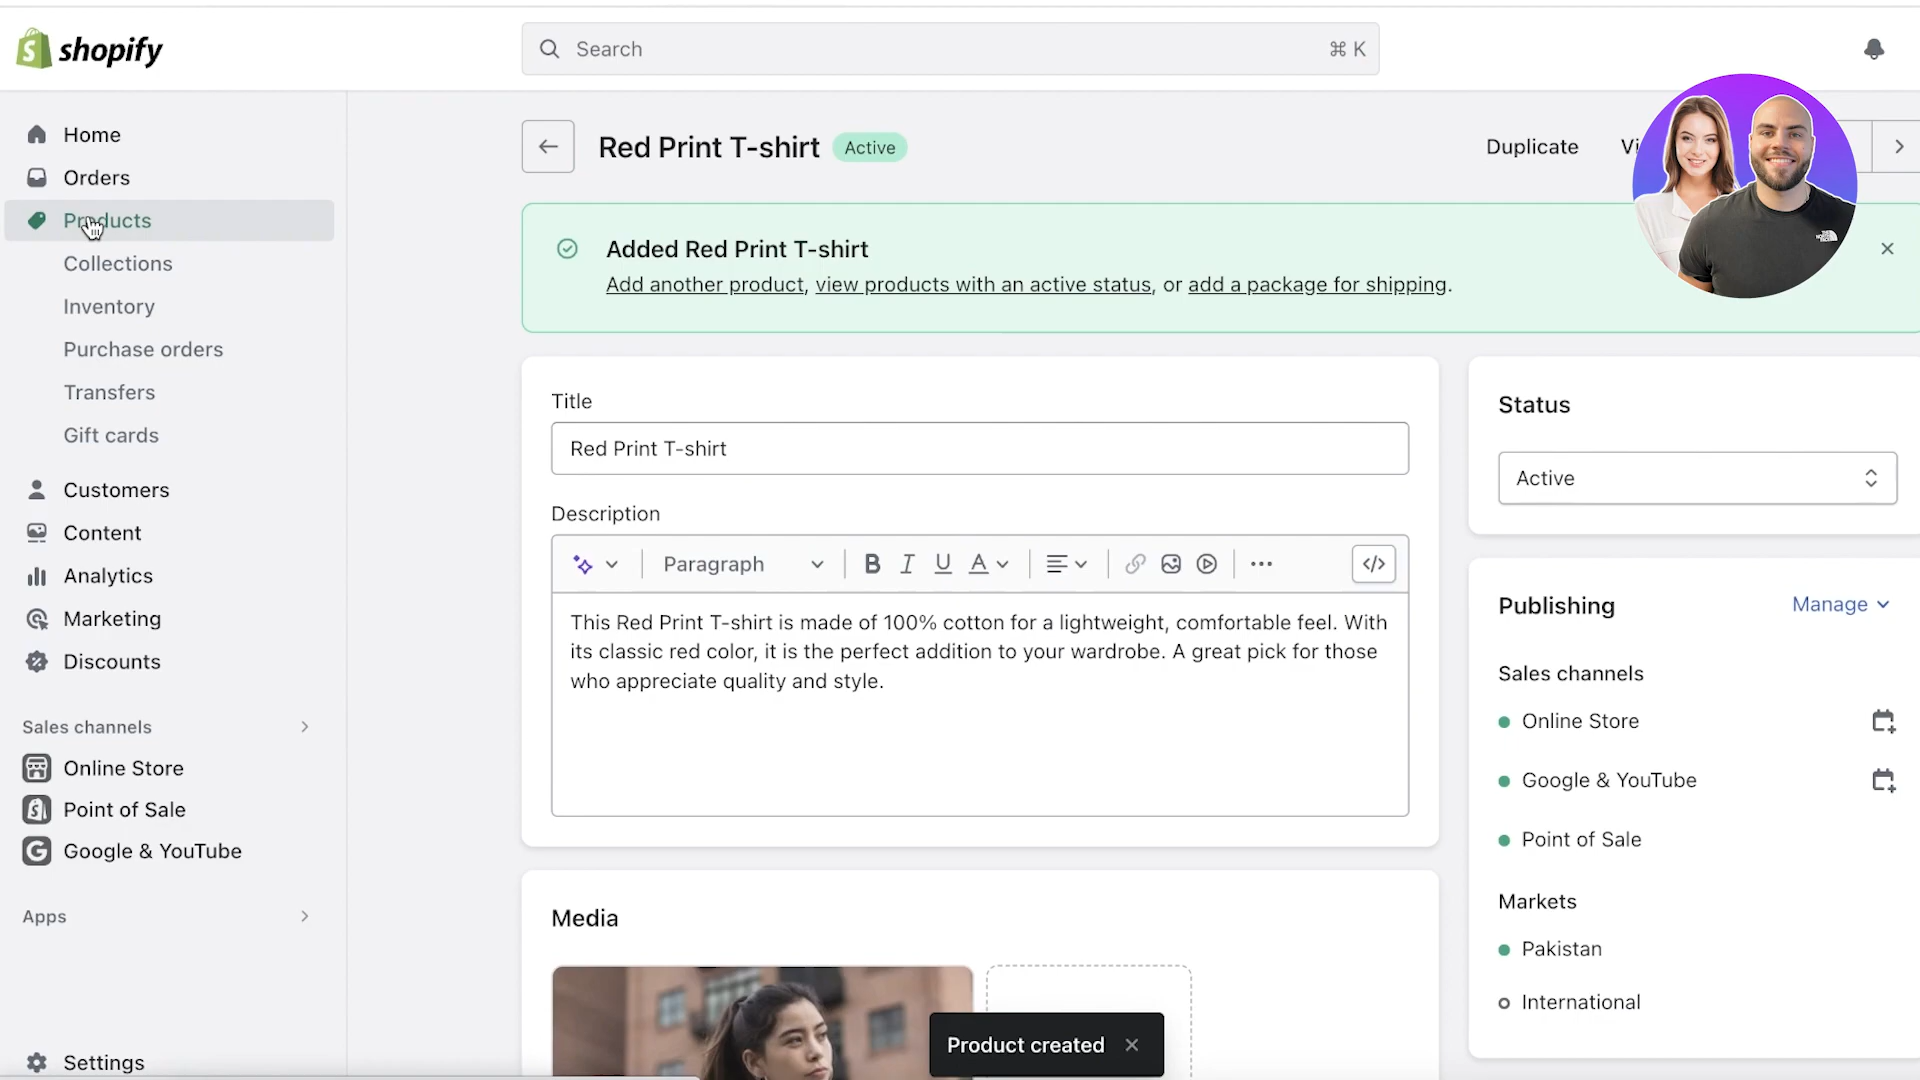 shopify
Search
⌘ K
Home
Orders
Products
Collections
Inventory
Purchase orders
Transfers
Gift cards
Customers
Content
Analytics
Marketing
Discounts
Sales channels
Online Store
Point of Sale
Google & YouTube
Apps
Settings
Red Print T-shirt
Active
Duplicate
Added Red Print T-shirt
Add another product, view products with an active status, or add a package for shipping.
Title
Red Print T-shirt
Description
Paragraph
B I U A
This Red Print T-shirt is made of 100% cotton for a lightweight, comfortable feel. With
its classic red color, it is the perfect addition to your wardrobe. A great pick for those
who appreciate quality and style.
Media
Product created
Status
Active
Publishing
Manage
Sales channels
Online Store
Google & YouTube
Point of Sale
Markets
Pakistan
International